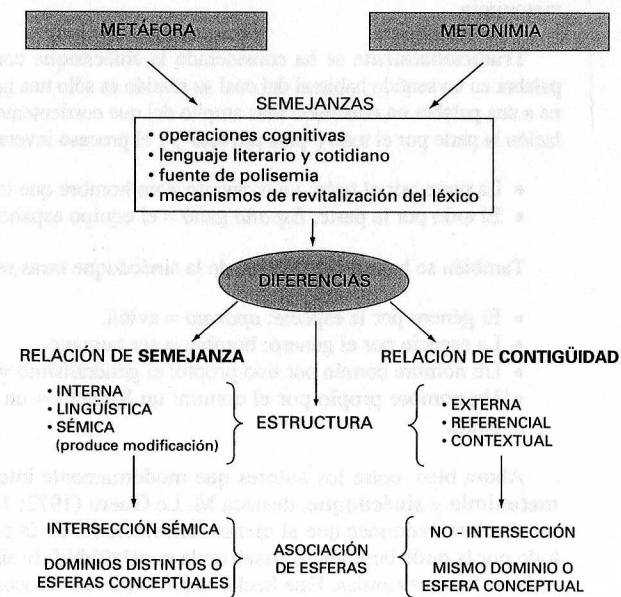 METÁFORA
METONIMIA
SEMEJANZAS
• operaciones cognitivas
• lenguaje literario y cotidiano
• fuente de polisemia
• mecanismos de revitalización del léxico
DIFERENCIAS
RELACIÓN DE SEMEJANZA
RELACIÓN DE CONTIGÜIDAD
• INTERNA
• LINGÜÍSTICA
• SÉMICA
(produce modificación)
ESTRUCTURA
• EXTERNA
• REFERENCIAL
• CONTEXTUAL
INTERSECCIÓN SÉMICA
DOMINIOS DISTINTOS O
ESFERAS CONCEPTUALES
ASOCIACIÓN
DE ESFERAS
NO - INTERSECCIÓN
MISMO DOMINIO O
ESFERA CONCEPTUAL